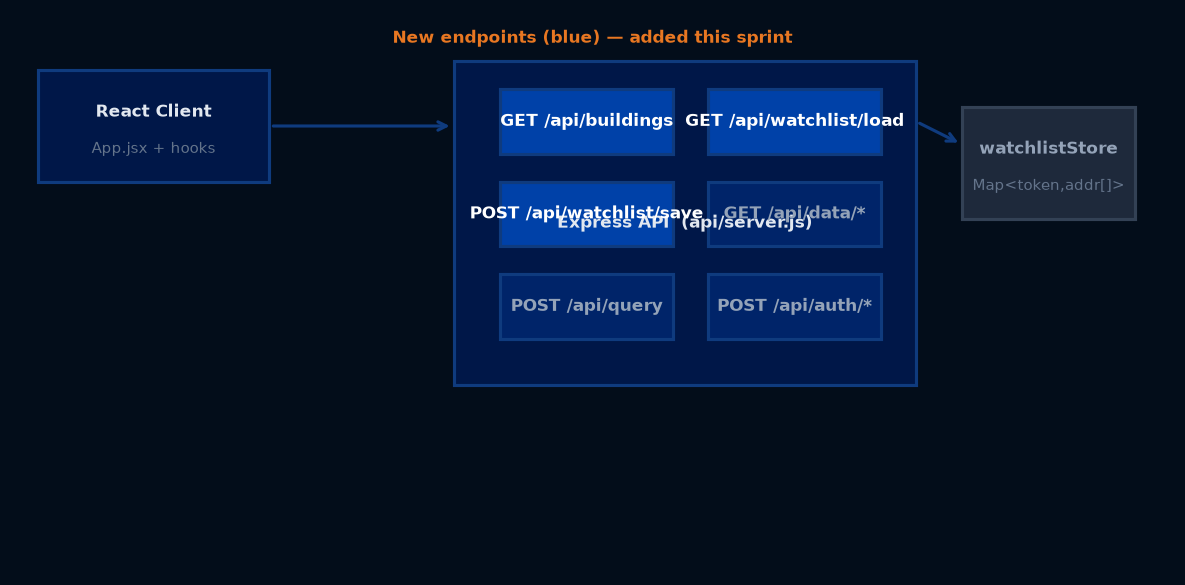 New endpoints (blue) — added this sprint
React Client
App.jsx + hooks
GET /api/buildings
GET /api/watchlist/load
POST /api/watchlist/save
GET /api/data/*
Express API  (api/server.js)
POST /api/query
POST /api/auth/*
watchlistStore
Map<token,addr[]>